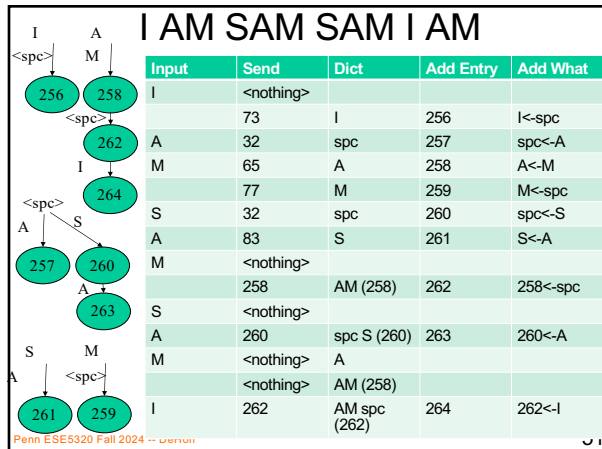 I AM SAM SAM I AM
I
<spc>
256
A
M
258
<spc>
262
I
264
<spc>
A
S
257
260
A
263
S
A
261
M
<spc>
259
Input Send Dict Add Entry Add What
I <nothing>
73 I 256 I<-spc
A 32 spc 257 spc<-A
M 65 A 258 A<-M
77 M 259 M<-spc
S 32 spc 260 spc<-S
A 83 S 261 S<-A
M <nothing>
258 AM (258) 262 258<-spc
S <nothing>
A 260 spc S (260) 263 260<-A
M <nothing> A
<nothing> AM (258)
I 262 AM spc 264 262<-I
(262)
Penn ESE5320 Fall 2024 -- DeHon